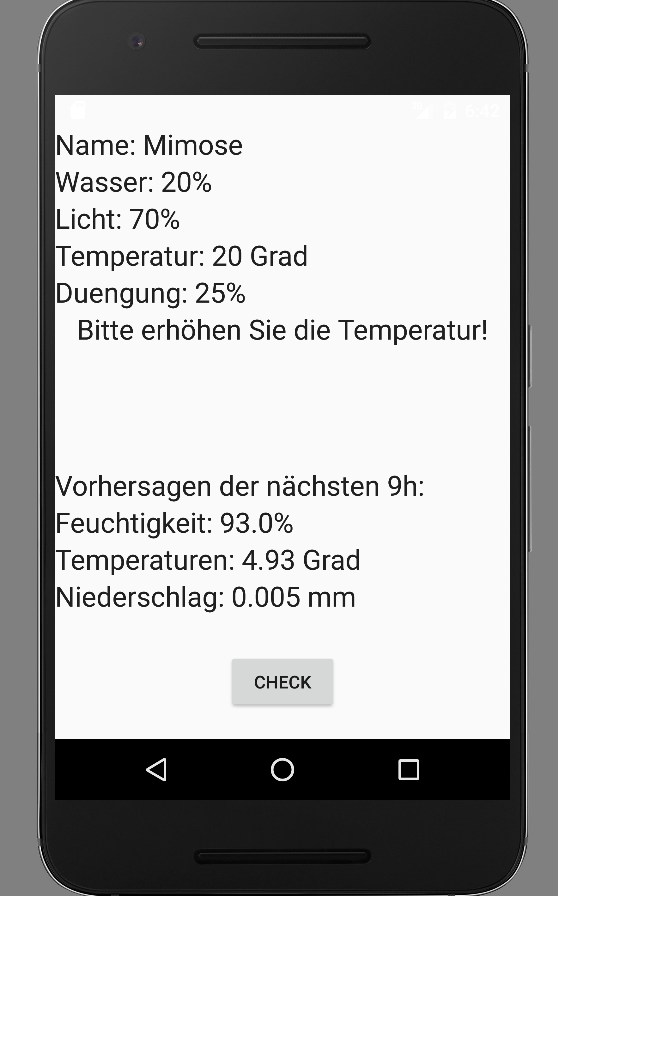 6:42
Name: Mimose
Wasser: 20%
Licht: 70%
Temperatur: 20 Grad
Duengung: 25%
Bitte erhöhen Sie die Temperatur!
Vorhersagen der nächsten 9h:
Feuchtigkeit: 93.0%
Temperaturen: 4.93 Grad
Niederschlag: 0.005 mm
CHECK